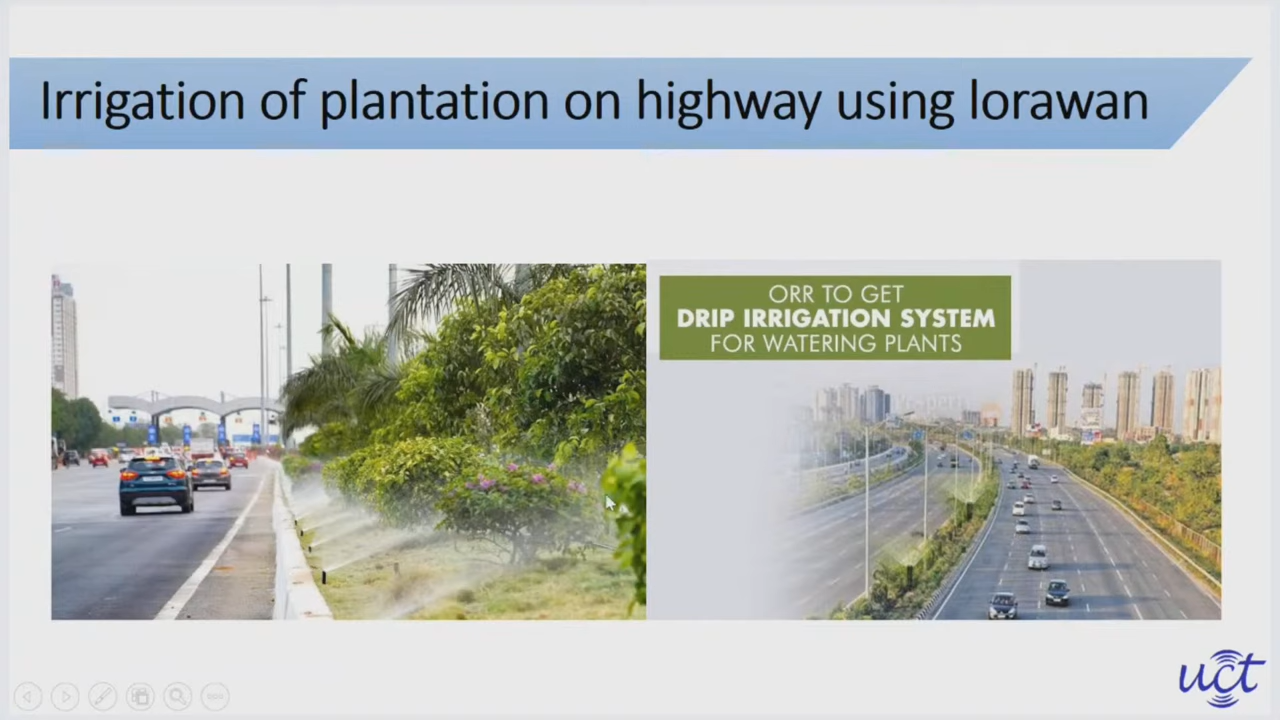 Irrigation of plantation on highway using lorawan
ORR TO GET
DRIP IRRIGATION SYSTEM
FOR WATERING PLANTS
uct